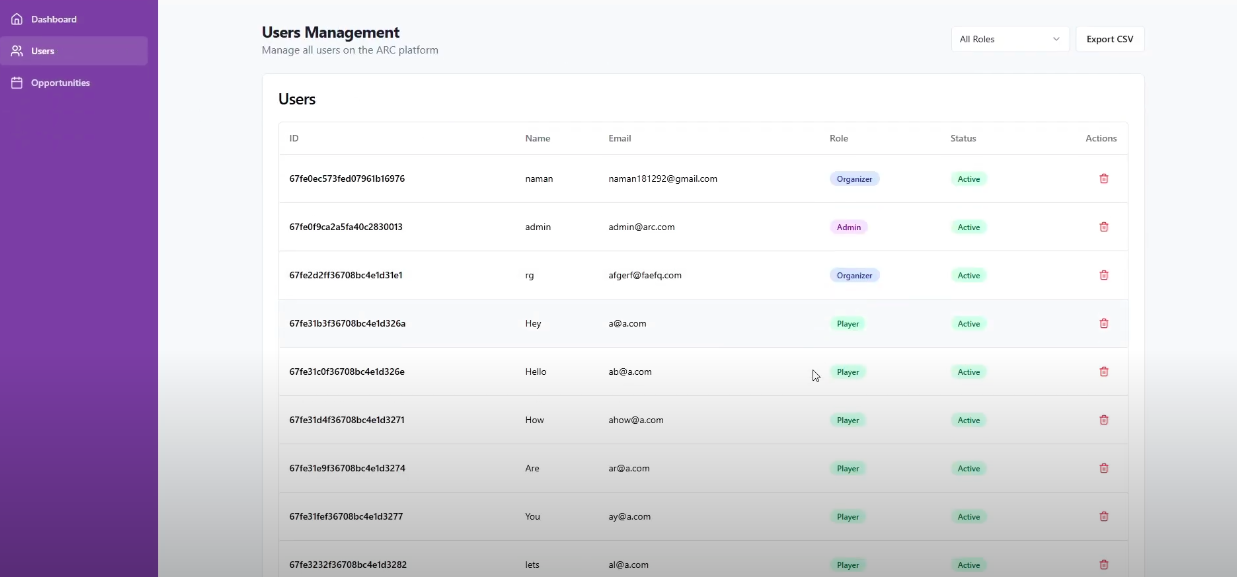 Dashboard
Users
Opportunities
Users Management
Manage all users on the ARC platform
All Roles
Export CSV
Users
ID Name Email Role Status Actions
67fe0ec573fed07961b16976 naman naman181292@gmail.com Organizer Active
67fe0f9ca2a5fa40c2830013 admin admin@arc.com Admin Active
67fe2d2ff36708bc4e1d31e1 rg afgerf@faefq.com Organizer Active
67fe31b3f36708bc4e1d326a Hey a@a.com Player Active
67fe31c0f36708bc4e1d326e Hello ab@a.com Player Active
67fe31d4f36708bc4e1d3271 How ahow@a.com Player Active
67fe31e9f36708bc4e1d3274 Are ar@a.com Player Active
67fe31fef36708bc4e1d3277 You ay@a.com Player Active
67fe3232f36708bc4e1d3282 lets al@a.com Player Active